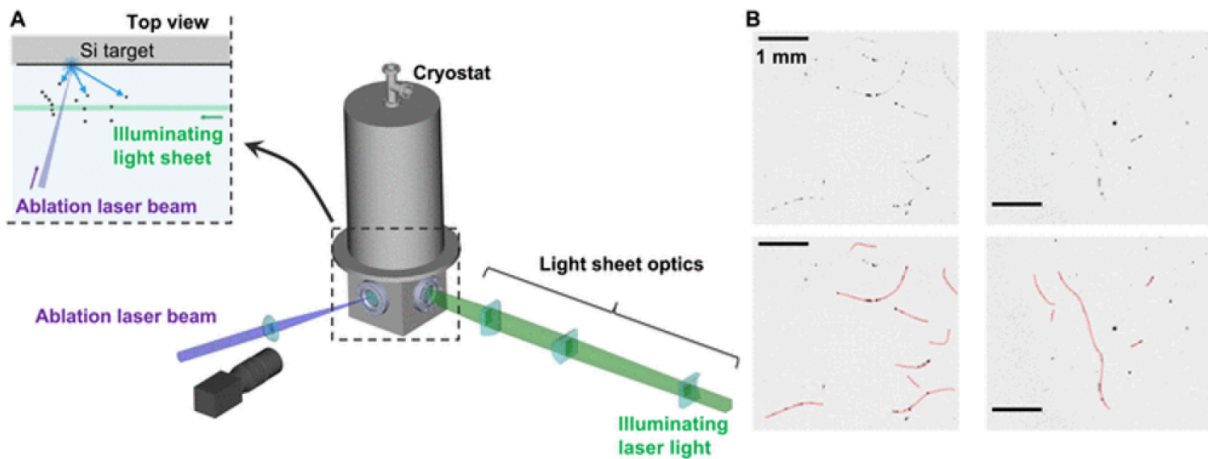 A
Top view
Si target
Illuminating
light sheet
Ablation laser beam
Cryostat
Light sheet optics
Ablation laser beam
Illuminating
laser light
B
1 mm